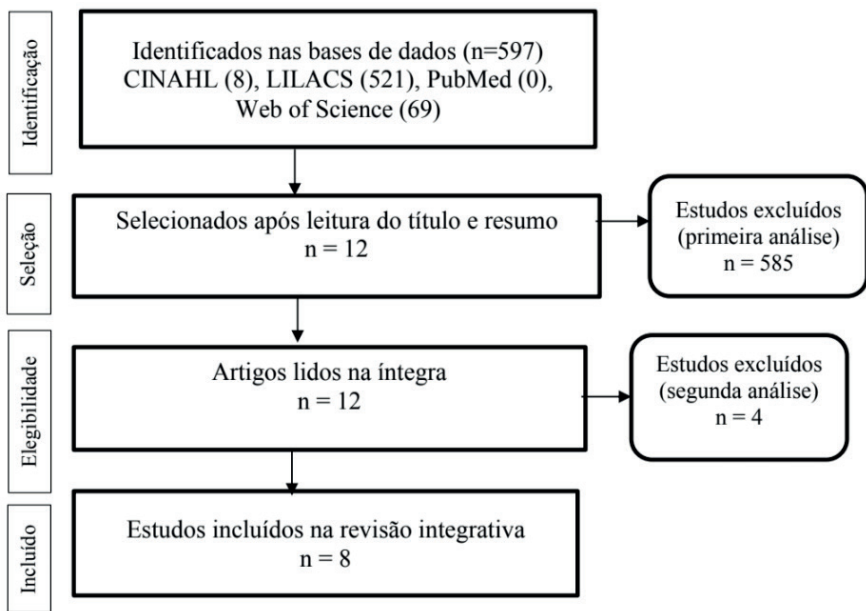 Identificação
Identificados nas bases de dados (n=597)
CINAHL (8), LILACS (521), PubMed (0),
Web of Science (69)
Seleção
Selecionados após leitura do título e resumo
n = 12
Estudos excluídos
(primeira análise)
n = 585
Elegibilidade
Artigos lidos na íntegra
n = 12
Estudos excluídos
(segunda análise)
n = 4
Incluído
Estudos incluídos na revisão integrativa
n = 8